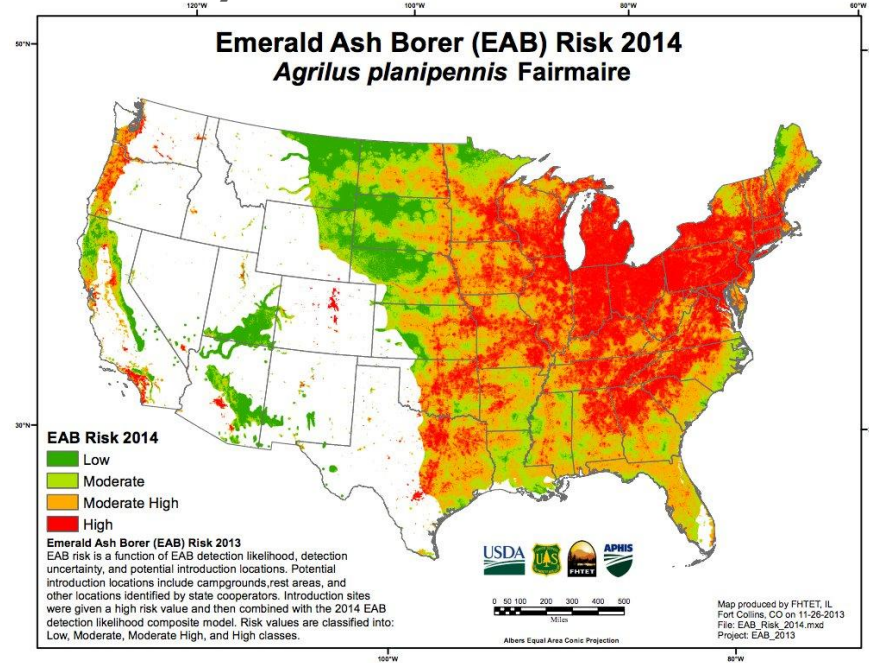 120°W 100°W 80°W 60°W
50°N
Emerald Ash Borer (EAB) Risk 2014
Agrilus planipennis Fairmaire
30°N
EAB Risk 2014
Low
Moderate
Moderate High
High
Emerald Ash Borer (EAB) Risk 2013
EAB risk is a function of EAB detection likelihood, detection
uncertainty, and potential introduction locations. Potential
introduction locations include campgrounds,rest areas, and
other locations identified by state cooperators. Introduction sites
were given a high risk value and then combined with the 2014 EAB
detection likelihood composite model. Risk values are classified into:
Low, Moderate, Moderate High, and High classes.
USDA
U S
FHTET
APHIS
0 50 100 200 300 400 500
Miles
Albers Equal Area Conic Projection
Map produced by FHTET, IL
Fort Collins, CO on 11-26-2013
File: EAB_Risk_2014.mxd
Project: EAB_2013
100°W 80°W